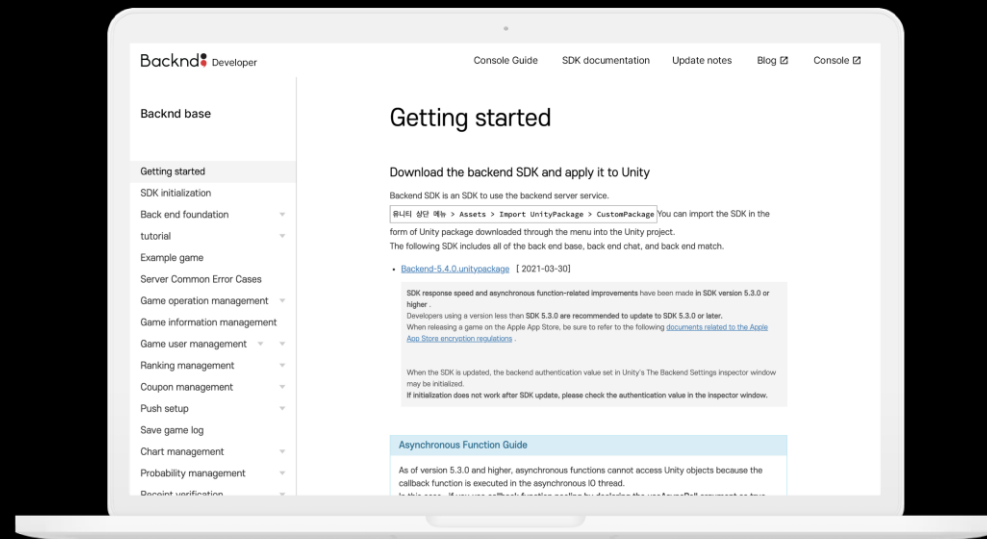 Backnd Developer
Console Guide SDK documentation Update notes Blog Console
Backnd base
Getting started
SDK initialization
Back end foundation
tutorial
Example game
Server Common Error Cases
Game operation management
Game information management
Game user management
Ranking management
Coupon management
Push setup
Save game log
Chart management
Probability management
Receipt verification
Getting started
Download the backend SDK and apply it to Unity
Backend SDK is an SDK to use the backend server service.
유니티 상단 메뉴 > Assets > Import UnityPackage > CustomPackage You can import the SDK in the
form of Unity package downloaded through the menu into the Unity project.
The following SDK includes all of the back end base, back end chat, and back end match.
• Backend-5.4.0.unitypackage [ 2021-03-30]
SDK response speed and asynchronous function-related improvements have been made in SDK version 5.3.0 or
higher .
Developers using a version less than SDK 5.3.0 are recommended to update to SDK 5.3.0 or later.
When releasing a game on the Apple App Store, be sure to refer to the following documents related to the Apple
App Store encryption regulations .
When the SDK is updated, the backend authentication value set in Unity's The Backend Settings inspector window
may be initialized.
If initialization does not work after SDK update, please check the authentication value in the inspector window.
Asynchronous Function Guide
As of version 5.3.0 and higher, asynchronous functions cannot access Unity objects because the
callback function is executed in the asynchronous IO thread.